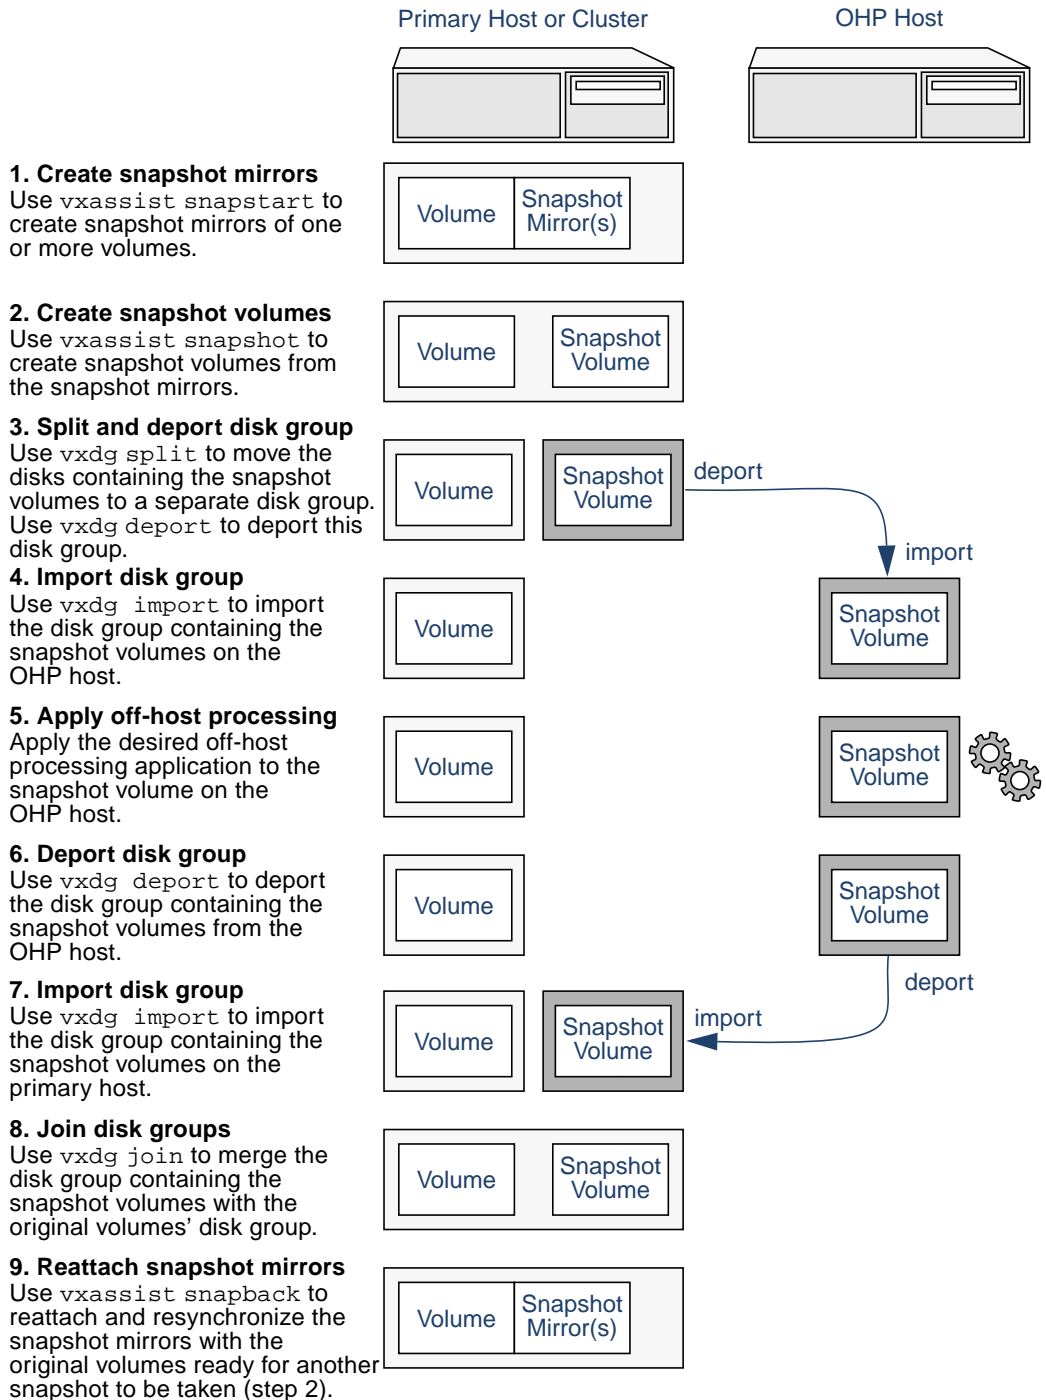 Primary Host or Cluster
OHP Host
1. Create snapshot mirrors
Use vxassist snapstart to
create snapshot mirrors of one
or more volumes.
Volume
Snapshot
Mirror(s)
2. Create snapshot volumes
Use vxassist snapshot to
create snapshot volumes from
the snapshot mirrors.
Volume
Snapshot
Volume
3. Split and deport disk group
Use vxdg split to move the
disks containing the snapshot
volumes to a separate disk group.
Use vxdg deport to deport this
disk group.
Volume
Snapshot
Volume
deport
import
4. Import disk group
Use vxdg import to import
the disk group containing the
snapshot volumes on the
OHP host.
Volume
Snapshot
Volume
5. Apply off-host processing
Apply the desired off-host
processing application to the
snapshot volume on the
OHP host.
Volume
Snapshot
Volume
6. Deport disk group
Use vxdg deport to deport
the disk group containing the
snapshot volumes from the
OHP host.
Volume
Snapshot
Volume
deport
7. Import disk group
Use vxdg import to import
the disk group containing the
snapshot volumes on the
primary host.
Volume
Snapshot
Volume
import
8. Join disk groups
Use vxdg join to merge the
disk group containing the
snapshot volumes with the
original volumes’ disk group.
Volume
Snapshot
Volume
9. Reattach snapshot mirrors
Use vxassist snapback to
reattach and resynchronize the
snapshot mirrors with the
original volumes ready for another
snapshot to be taken (step 2).
Volume
Snapshot
Mirror(s)